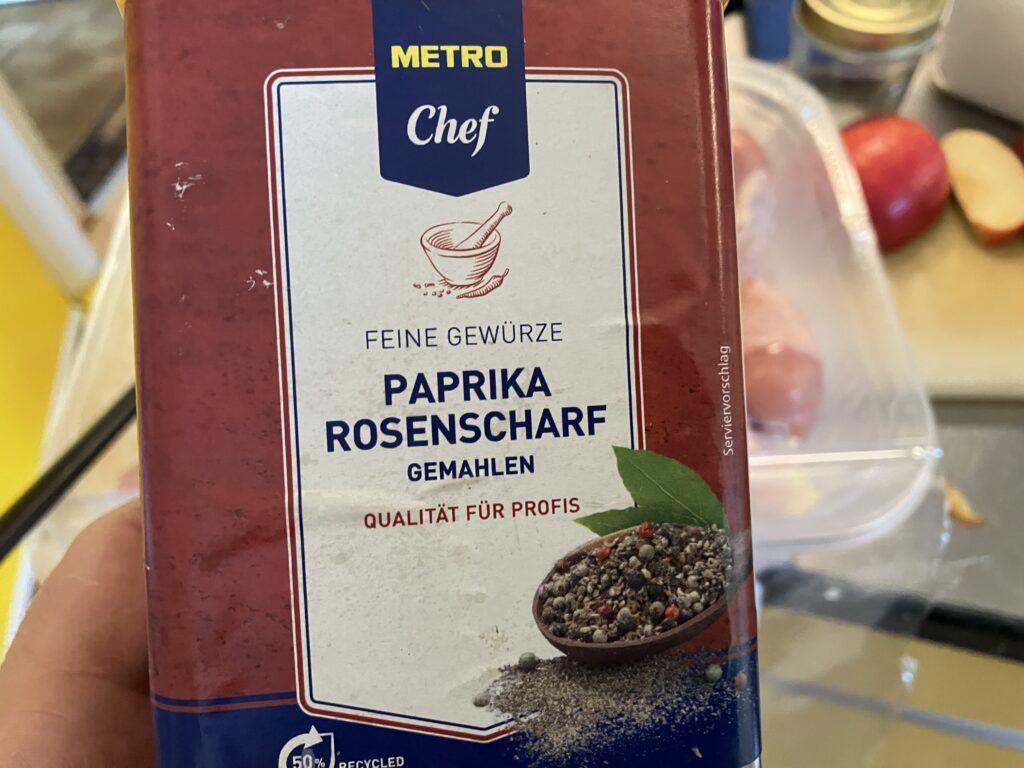 METRO
Chef
FEINE GEWÜRZE
PAPRIKA
ROSENSCHARF
GEMAHLEN
QUALITÄT FÜR PROFIS
Serviervorschlag
50% RECYCLED